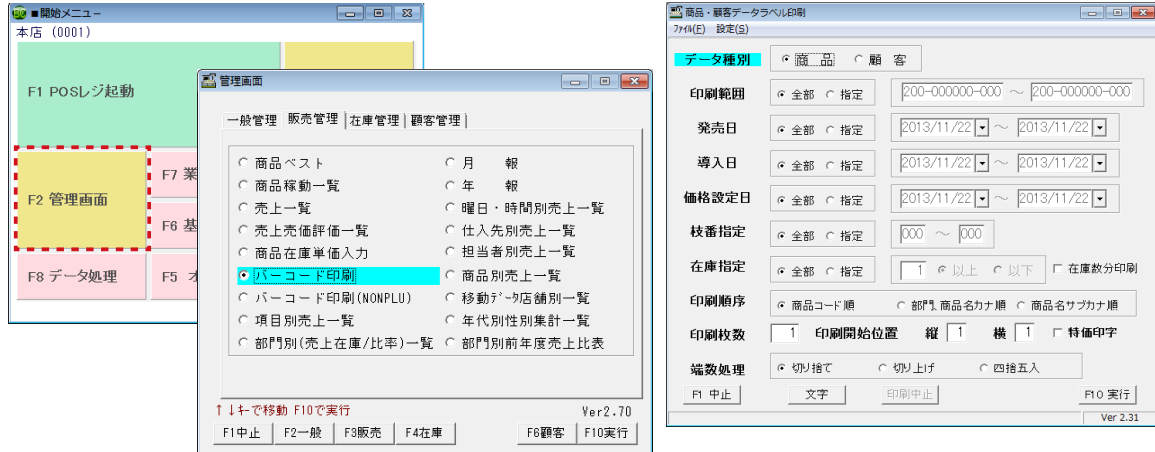 ■開始メニュー
本店 (0001)
F1 POSレジ起動
F2 管理画面
F7 業
F6 基
F8 データ処理
F5 オ
管理画面
一般管理 販売管理 在庫管理 顧客管理
商品ベスト
商品稼動一覧
売上一覧
売上売価評価一覧
商品在庫単価入力
バーコード印刷
バーコード印刷(NONPLU)
項目別売上一覧
部門別(売上在庫/比率)一覧
月 報
年 報
曜日・時間別売上一覧
仕入先別売上一覧
担当者別売上一覧
商品別売上一覧
移動ﾃﾞｰﾀ店舗別一覧
年代別性別集計一覧
部門別前年度売上比表
↑↓ｷｰで移動 F10で実行 Ver2.70
F1中止 F2一般 F3販売 F4在庫 F6顧客 F10実行
商品・顧客データラベル印刷
ﾌｧｲﾙ(F) 設定(S)
データ種別 商 品 顧 客
印刷範囲 全部 指定 200-000000-000 ～ 200-000000-000
発売日 全部 指定 2013/11/22 ～ 2013/11/22
導入日 全部 指定 2013/11/22 ～ 2013/11/22
価格設定日 全部 指定 2013/11/22 ～ 2013/11/22
枝番指定 全部 指定 000 ～ 000
在庫指定 全部 指定 1 以上 以下 在庫数分印刷
印刷順序 商品コード順 部門、商品名カナ順 商品名サブカナ順
印刷枚数 1 印刷開始位置 縦 1 横 1 特価印字
端数処理 切り捨て 切り上げ 四捨五入
F1 中止 文字 印刷中止 F10 実行
Ver 2.31